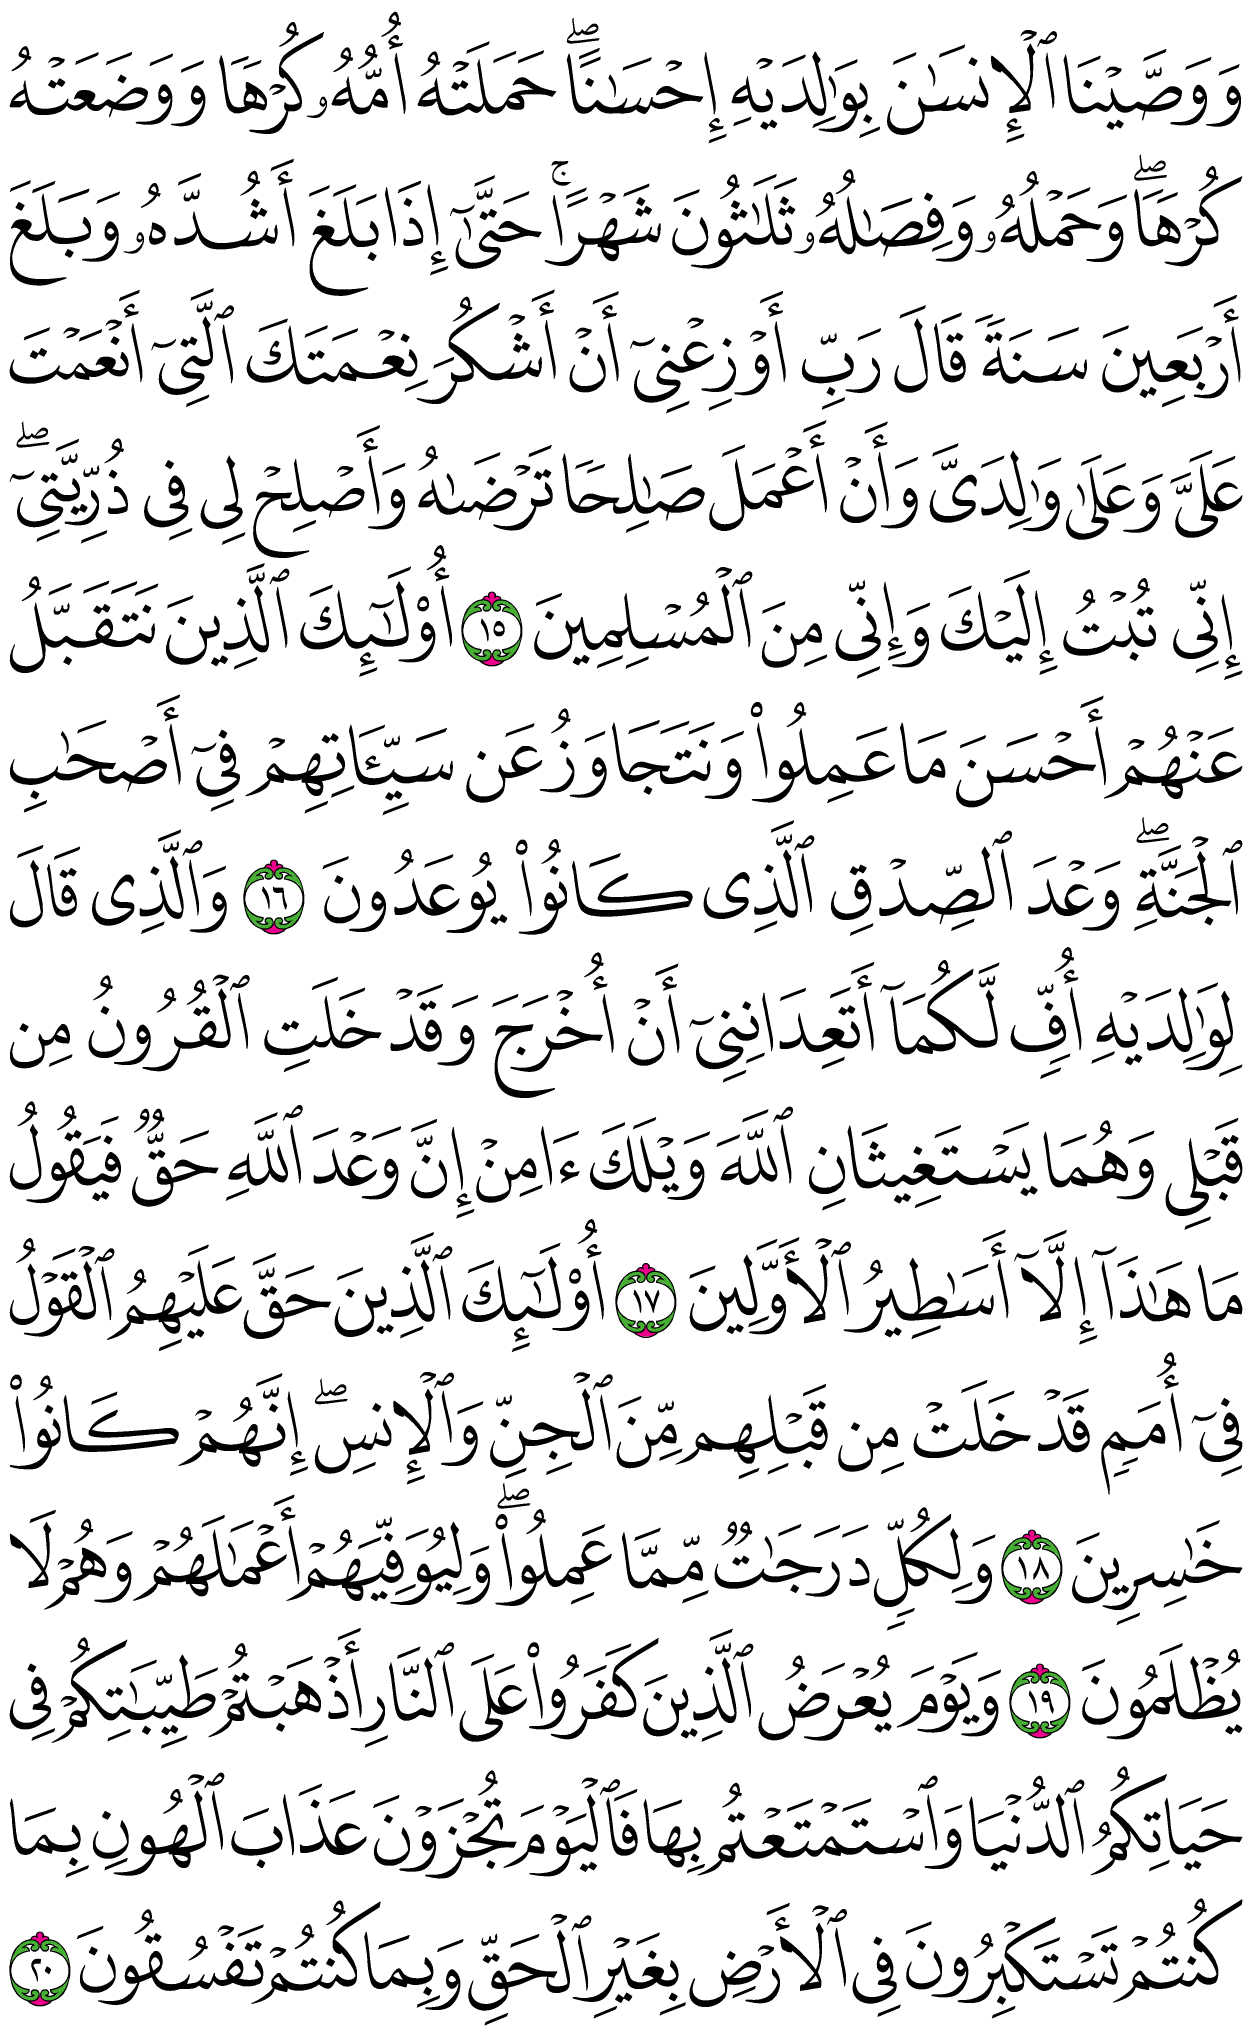 وَوَصَّيْنَا ٱلْإِنسَٰنَ بِوَٰلِدَيْهِ إِحْسَٰنًا ۖ حَمَلَتْهُ أُمُّهُۥ كُرْهًا وَوَضَعَتْهُ
كُرْهًا ۖ وَحَمْلُهُۥ وَفِصَٰلُهُۥ ثَلَٰثُونَ شَهْرًا ۚ حَتَّىٰٓ إِذَا بَلَغَ أَشُدَّهُۥ وَبَلَغَ
أَرْبَعِينَ سَنَةً قَالَ رَبِّ أَوْزِعْنِىٓ أَنْ أَشْكُرَ نِعْمَتَكَ ٱلَّتِىٓ أَنْعَمْتَ
عَلَىَّ وَعَلَىٰ وَٰلِدَىَّ وَأَنْ أَعْمَلَ صَٰلِحًا تَرْضَىٰهُ وَأَصْلِحْ لِى فِى ذُرِّيَّتِىٓ ۖ
إِنِّى تُبْتُ إِلَيْكَ وَإِنِّى مِنَ ٱلْمُسْلِمِينَ ١٥ أُو۟لَٰٓئِكَ ٱلَّذِينَ نَتَقَبَّلُ
عَنْهُمْ أَحْسَنَ مَا عَمِلُوا۟ وَنَتَجَاوَزُ عَن سَيِّـَٔاتِهِمْ فِىٓ أَصْحَٰبِ
ٱلْجَنَّةِ ۖ وَعْدَ ٱلصِّدْقِ ٱلَّذِى كَانُوا۟ يُوعَدُونَ ١٦ وَٱلَّذِى قَالَ
لِوَٰلِدَيْهِ أُفٍّ لَّكُمَآ أَتَعِدَانِنِىٓ أَنْ أُخْرَجَ وَقَدْ خَلَتِ ٱلْقُرُونُ مِن
قَبْلِى وَهُمَا يَسْتَغِيثَانِ ٱللَّهَ وَيْلَكَ ءَامِنْ إِنَّ وَعْدَ ٱللَّهِ حَقٌّ فَيَقُولُ
مَا هَٰذَآ إِلَّآ أَسَٰطِيرُ ٱلْأَوَّلِينَ ١٧ أُو۟لَٰٓئِكَ ٱلَّذِينَ حَقَّ عَلَيْهِمُ ٱلْقَوْلُ
فِىٓ أُمَمٍ قَدْ خَلَتْ مِن قَبْلِهِم مِّنَ ٱلْجِنِّ وَٱلْإِنسِ ۖ إِنَّهُمْ كَانُوا۟
خَٰسِرِينَ ١٨ وَلِكُلٍّ دَرَجَٰتٌ مِّمَّا عَمِلُوا۟ ۖ وَلِيُوَفِّيَهُمْ أَعْمَٰلَهُمْ وَهُمْ لَا
يُظْلَمُونَ ١٩ وَيَوْمَ يُعْرَضُ ٱلَّذِينَ كَفَرُوا۟ عَلَى ٱلنَّارِ أَذْهَبْتُمْ طَيِّبَٰتِكُمْ فِى
حَيَاتِكُمُ ٱلدُّنْيَا وَٱسْتَمْتَعْتُم بِهَا فَٱلْيَوْمَ تُجْزَوْنَ عَذَابَ ٱلْهُونِ بِمَا
كُنتُمْ تَسْتَكْبِرُونَ فِى ٱلْأَرْضِ بِغَيْرِ ٱلْحَقِّ وَبِمَا كُنتُمْ تَفْسُقُونَ ٢٠